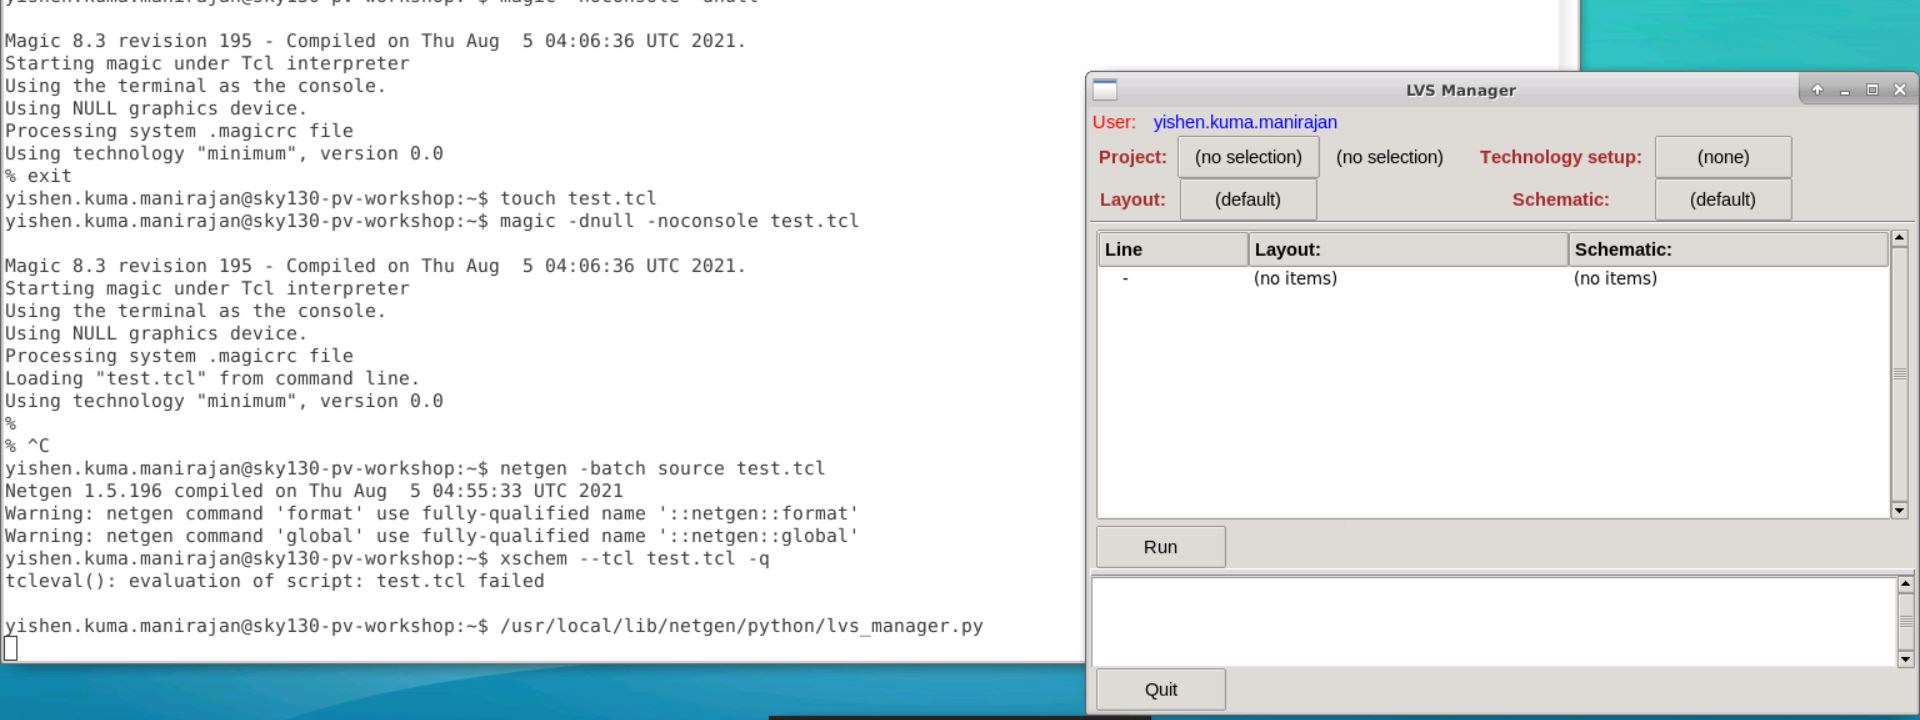 yishen.kuma.manirajan@sky130-pv-workshop:~$ magic -noconsole -dnull
Magic 8.3 revision 195 - Compiled on Thu Aug  5 04:06:36 UTC 2021.
Starting magic under Tcl interpreter
Using the terminal as the console.
Using NULL graphics device.
Processing system .magicrc file
Using technology "minimum", version 0.0
% exit
yishen.kuma.manirajan@sky130-pv-workshop:~$ touch test.tcl
yishen.kuma.manirajan@sky130-pv-workshop:~$ magic -dnull -noconsole test.tcl
Magic 8.3 revision 195 - Compiled on Thu Aug  5 04:06:36 UTC 2021.
Starting magic under Tcl interpreter
Using the terminal as the console.
Using NULL graphics device.
Processing system .magicrc file
Loading "test.tcl" from command line.
Using technology "minimum", version 0.0
%
% ^C
yishen.kuma.manirajan@sky130-pv-workshop:~$ netgen -batch source test.tcl
Netgen 1.5.196 compiled on Thu Aug  5 04:55:33 UTC 2021
Warning: netgen command 'format' use fully-qualified name '::netgen::format'
Warning: netgen command 'global' use fully-qualified name '::netgen::global'
yishen.kuma.manirajan@sky130-pv-workshop:~$ xschem --tcl test.tcl -q
tcleval(): evaluation of script: test.tcl failed
yishen.kuma.manirajan@sky130-pv-workshop:~$ /usr/local/lib/netgen/python/lvs_manager.py
LVS Manager
User: yishen.kuma.manirajan
Project: (no selection) (no selection) Technology setup: (none)
Layout: (default) Schematic: (default)
Line Layout: Schematic:
- (no items) (no items)
Run
Quit